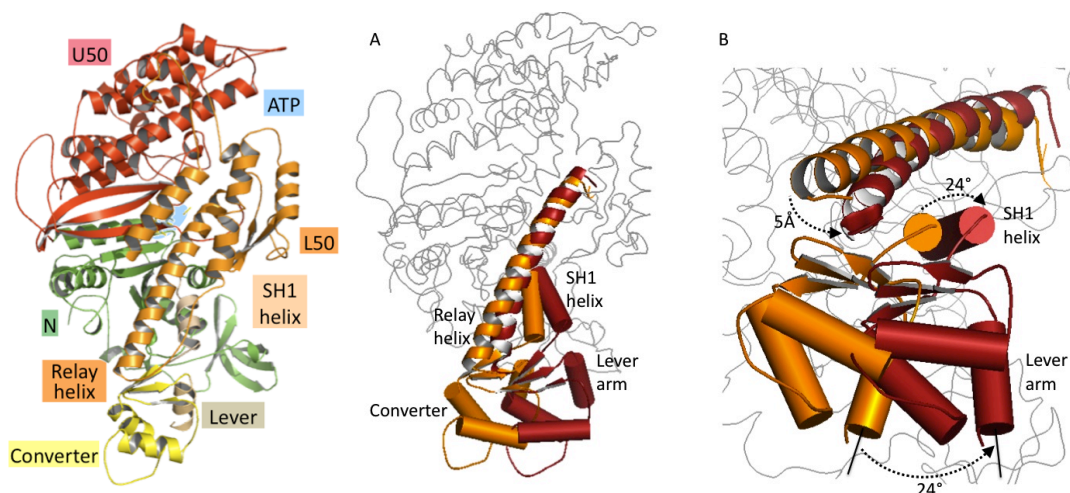 U50
ATP
L50
SH1
helix
N
Relay
helix
Lever
Converter
A
SH1
helix
Relay
helix
Lever
arm
Converter
B
24°
5Å
SH1
helix
Lever
arm
24°